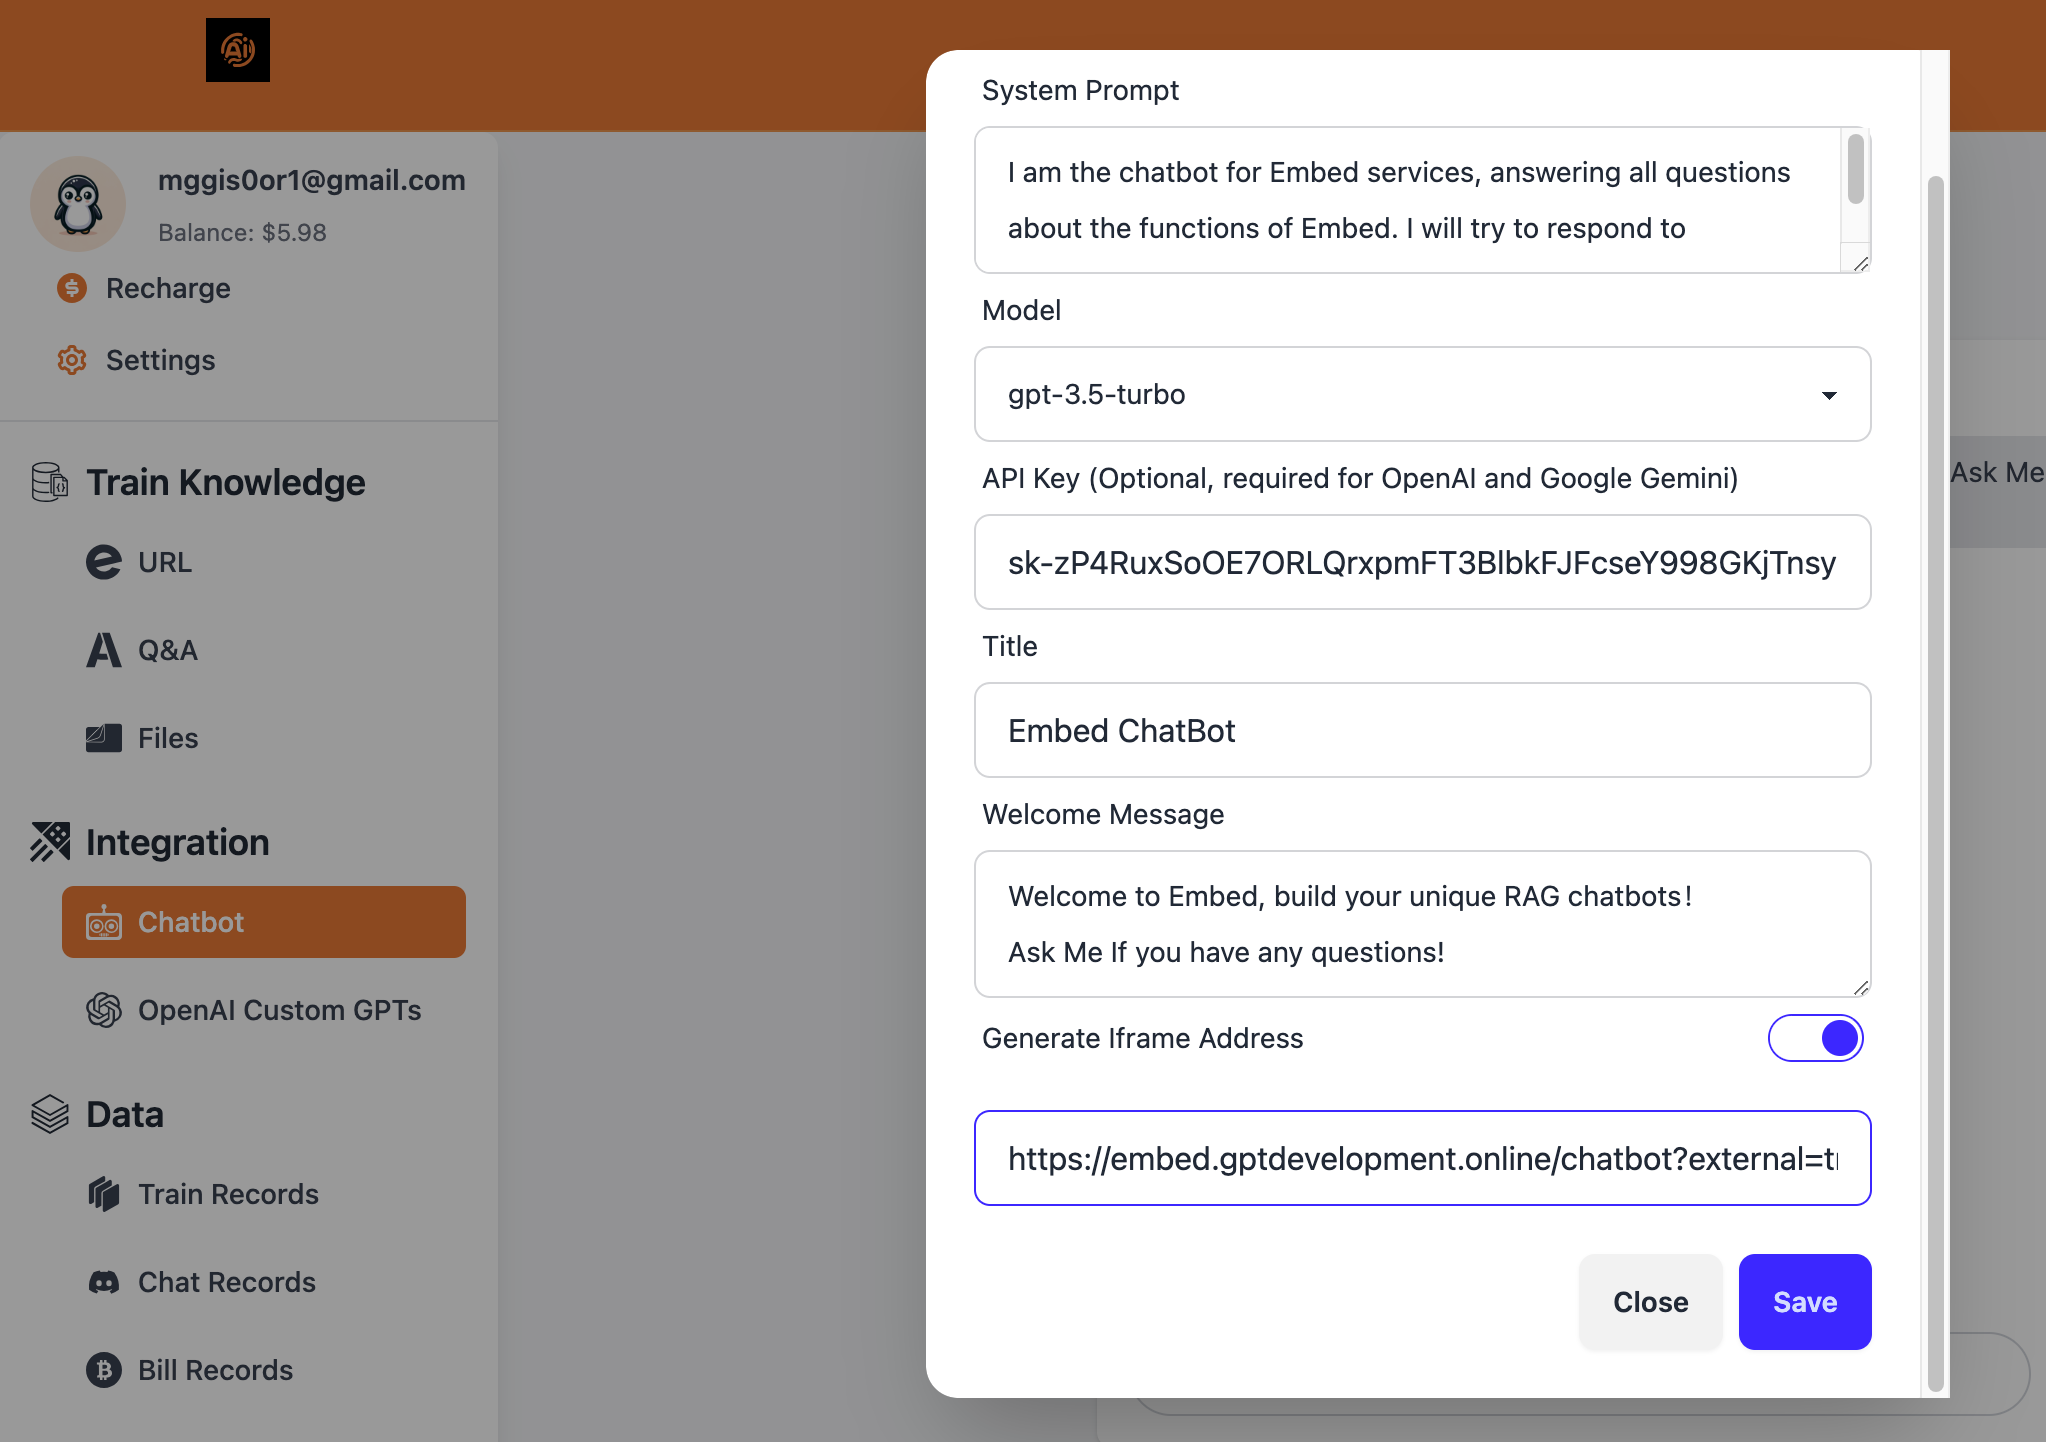 Ai
mggis0or1@gmail.com
Balance: $5.98
Recharge
Settings
Train Knowledge
URL
Q&A
Files
Integration
Chatbot
OpenAI Custom GPTs
Data
Train Records
Chat Records
Bill Records
System Prompt
I am the chatbot for Embed services, answering all questions
about the functions of Embed. I will try to respond to
Model
gpt-3.5-turbo
API Key (Optional, required for OpenAI and Google Gemini)
sk-zP4RuxSoOE7ORLQrxpmFT3BlbkFJFcseY998GKjTnsy
Title
Embed ChatBot
Welcome Message
Welcome to Embed, build your unique RAG chatbots!
Ask Me If you have any questions!
Generate Iframe Address
https://embed.gptdevelopment.online/chatbot?external=t
Close
Save
Ask Me